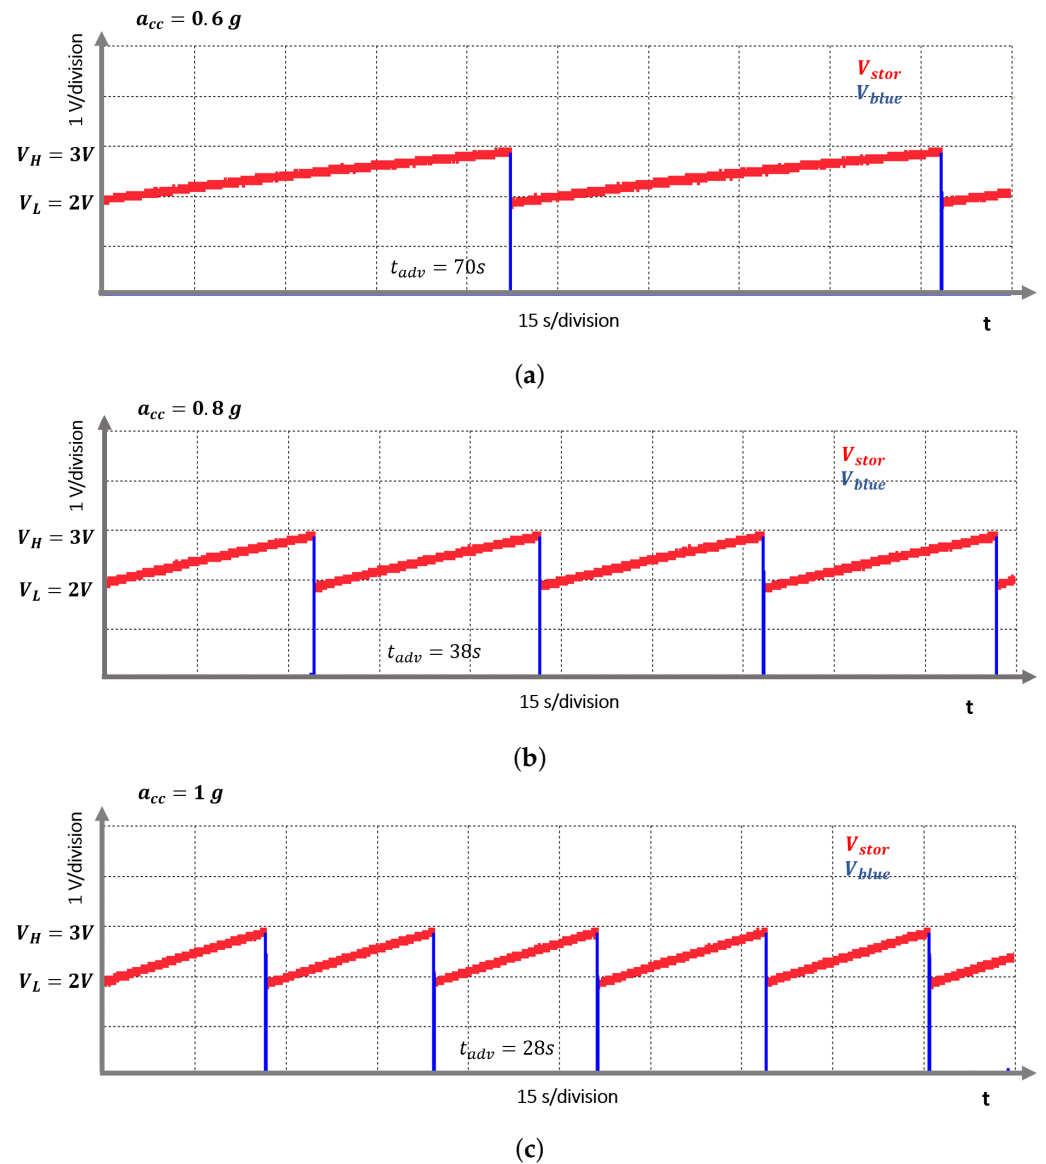 a_cc = 0.6 g
1 V/division
V_stor
V_blue
V_H = 3V
V_L = 2V
t_adv = 70s
15 s/division
t
(a)
a_cc = 0.8 g
1 V/division
V_stor
V_blue
V_H = 3V
V_L = 2V
t_adv = 38s
15 s/division
t
(b)
a_cc = 1 g
1 V/division
V_stor
V_blue
V_H = 3V
V_L = 2V
t_adv = 28s
15 s/division
t
(c)